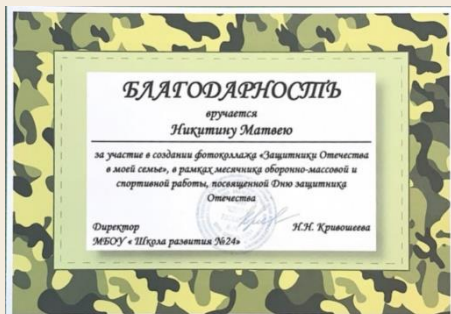 БЛАГОДАРНОСТЬ
вручается
Никитину Матвею
за участие в создании фотоколлажа «Защитники Отечества
в моей семье», в рамках месячника оборонно-массовой и
спортивной работы, посвященной Дню защитника
Отечества
Директор Н.Н. Кривошеева
МБОУ « Школа развития №24»